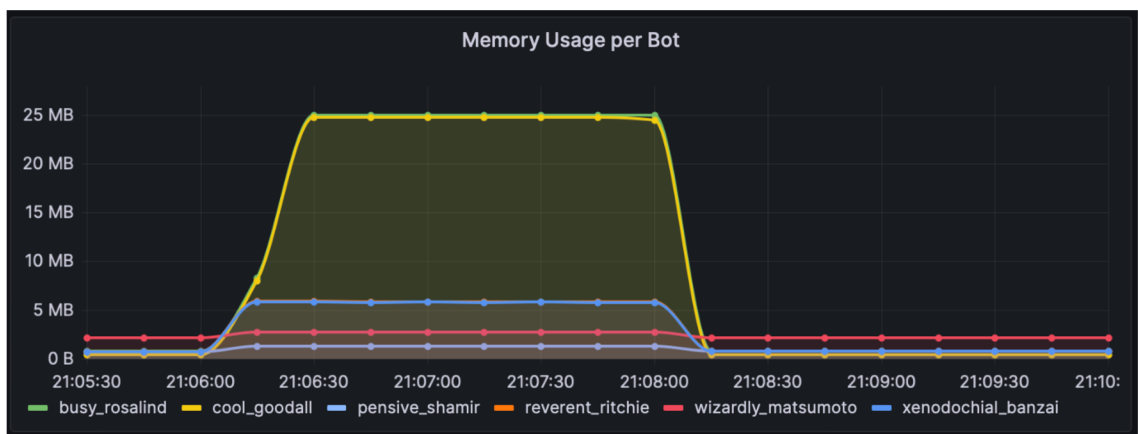 Memory Usage per Bot
25 MB
20 MB
15 MB
10 MB
5 MB
0 B
21:05:30 21:06:00 21:06:30 21:07:00 21:07:30 21:08:00 21:08:30 21:09:00 21:09:30 21:10:
busy_rosalind cool_goodall pensive_shamir reverent_ritchie wizardly_matsumoto xenodochial_banzai